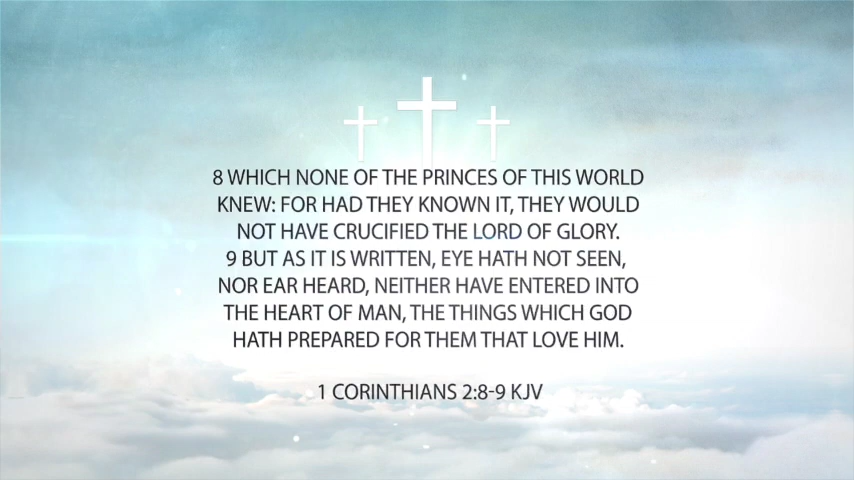 8 WHICH NONE OF THE PRINCES OF THIS WORLD
KNEW: FOR HAD THEY KNOWN IT, THEY WOULD
NOT HAVE CRUCIFIED THE LORD OF GLORY.
9 BUT AS IT IS WRITTEN, EYE HATH NOT SEEN,
NOR EAR HEARD, NEITHER HAVE ENTERED INTO
THE HEART OF MAN, THE THINGS WHICH GOD
HATH PREPARED FOR THEM THAT LOVE HIM.
1 CORINTHIANS 2:8-9 KJV